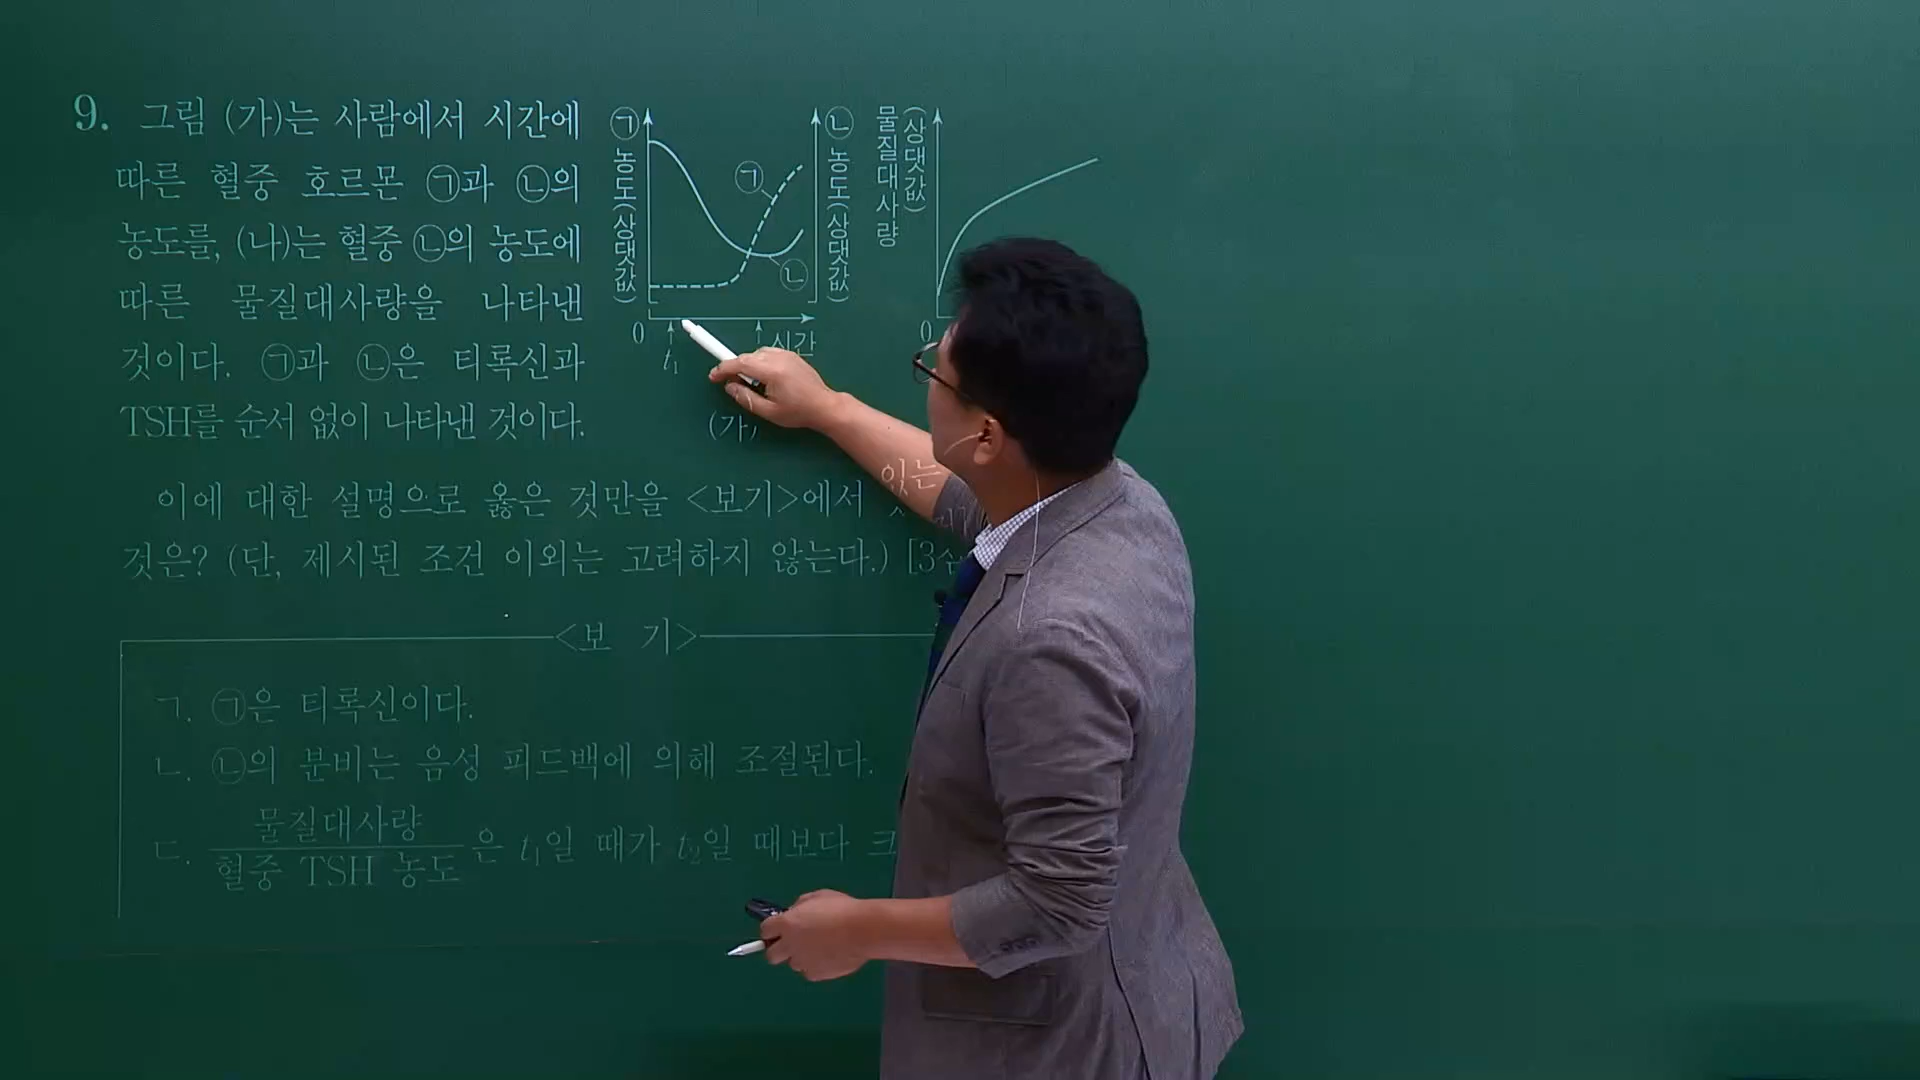 9. 그림 (가)는 사람에서 시간에
따른 혈중 호르몬 ㉠과 ㉡의
농도를, (나)는 혈중 ㉡의 농도에
따른 물질대사량을 나타낸
것이다. ㉠과 ㉡은 티록신과
TSH를 순서 없이 나타낸 것이다.
㉠ 농도(상댓값)
㉠
㉡
㉡ 농도(상댓값)
0
t₁
시간
(가)
물질대사량
(상댓값)
0
이에 대한 설명으로 옳은 것만을 <보기>에서 있는
것은? (단, 제시된 조건 이외는 고려하지 않는다.) [3
<보 기>
ㄱ. ㉠은 티록신이다.
ㄴ. ㉡의 분비는 음성 피드백에 의해 조절된다.
ㄷ. 물질대사량
혈중 TSH 농도 은 t₁일 때가 t₂일 때보다 크